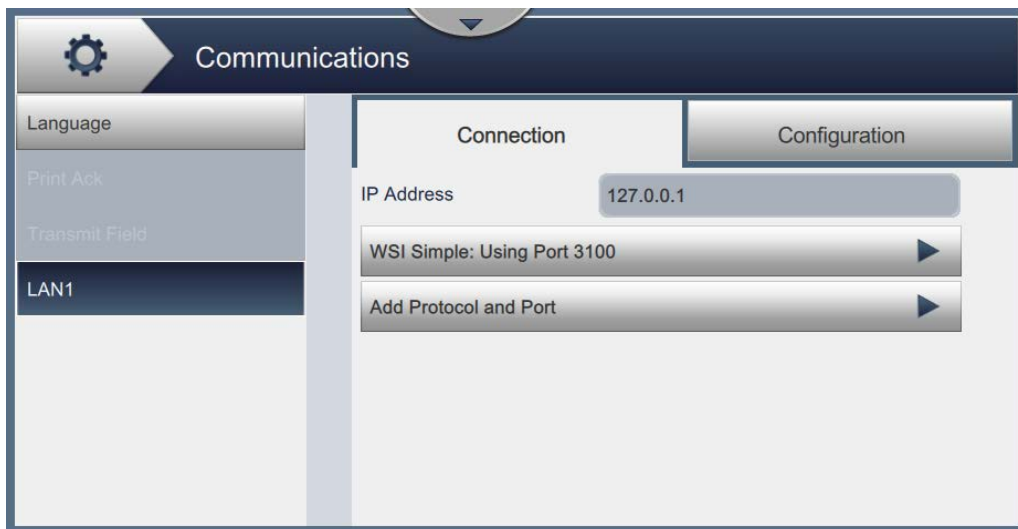 Communications
Language
Print Ack
Transmit Field
LAN1
Connection
Configuration
IP Address
127.0.0.1
WSI Simple: Using Port 3100
Add Protocol and Port